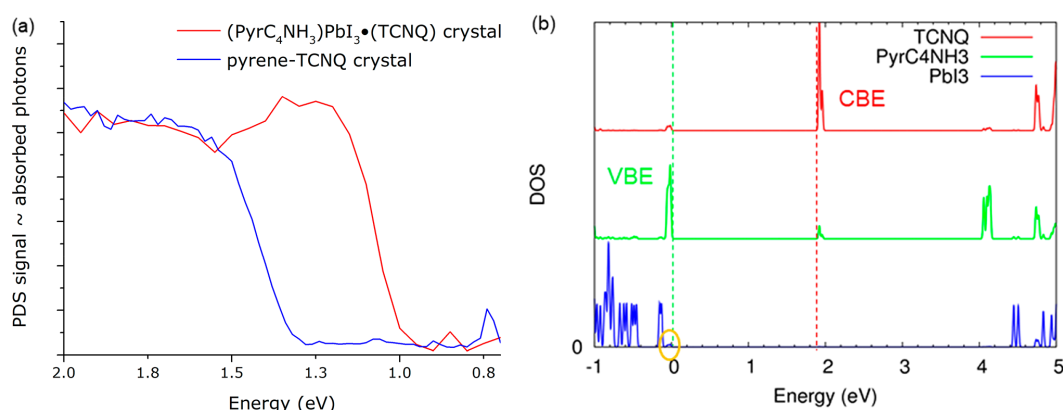 (a)
(PyrC₄NH₃)PbI₃•(TCNQ) crystal
pyrene-TCNQ crystal
PDS signal ~ absorbed photons
2.0 1.8 1.5 1.3 1.0 0.8
Energy (eV)
(b)
TCNQ
PyrC4NH3
PbI3
CBE
VBE
DOS
0
-1 0 1 2 3 4 5
Energy (eV)